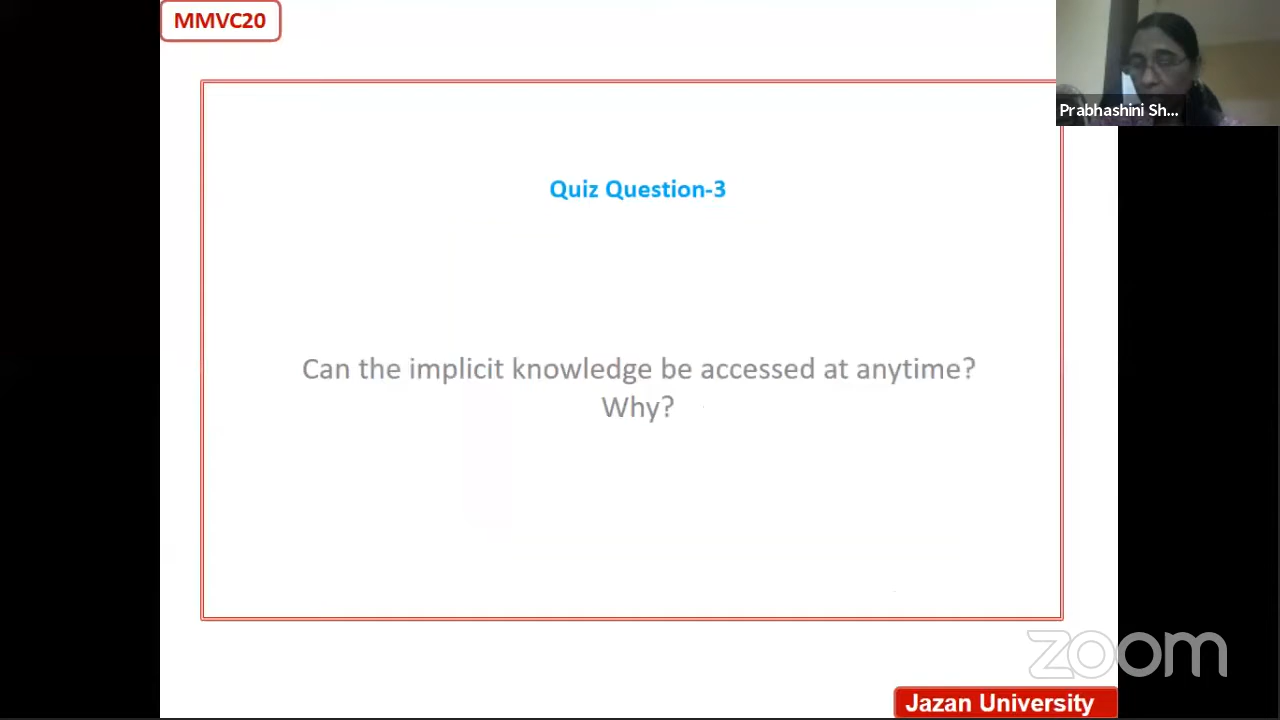 MMVC20
Prabhashini Sh...
Quiz Question-3
Can the implicit knowledge be accessed at anytime?
Why?
zoom
Jazan University